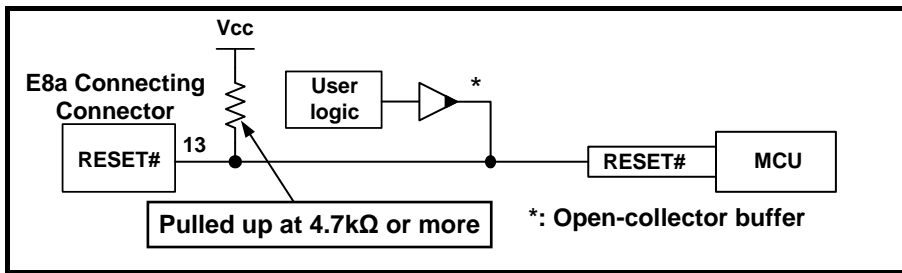 Vcc
E8a Connecting
Connector
User
logic
*
RESET#
13
RESET#
MCU
Pulled up at 4.7kΩ or more
*: Open-collector buffer